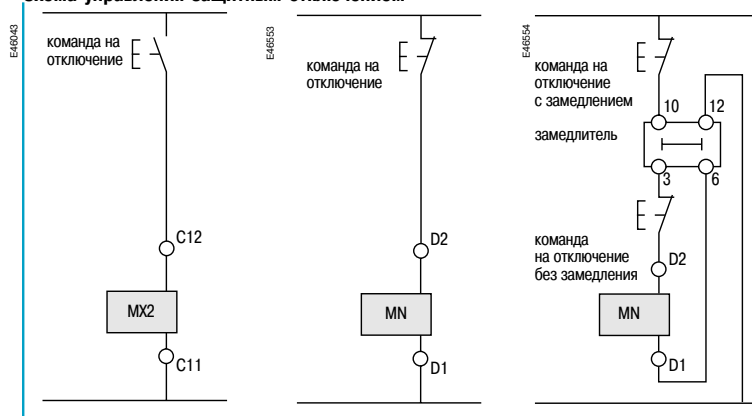 схема управления защитным отключением
E46043
команда на
отключение
C12
MX2
C11
E46553
команда на
отключение
D2
MN
D1
E46554
команда на
отключение
с замедлением
10
12
замедлитель
3
6
команда
на отключение
без замедления
D2
MN
D1